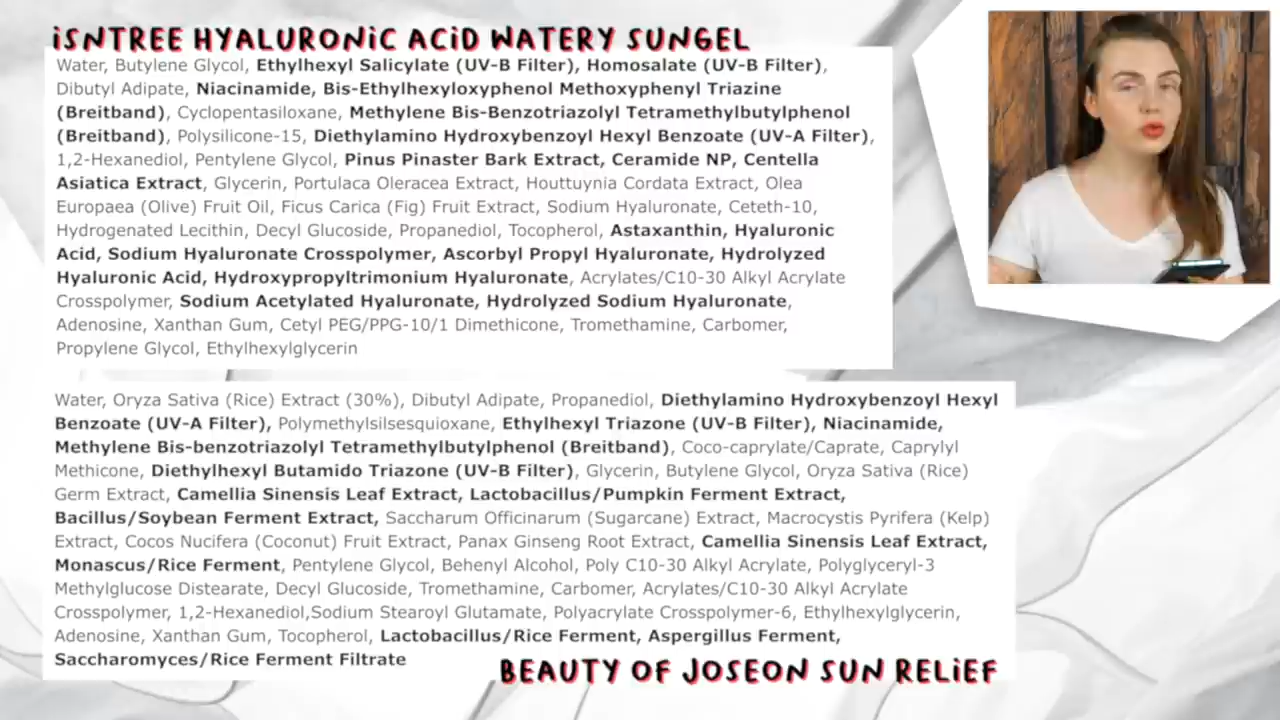 ISNTREE HYALURONIC ACID WATERY SUNGEL
Water, Butylene Glycol, Ethylhexyl Salicylate (UV-B Filter), Homosalate (UV-B Filter),
Dibutyl Adipate, Niacinamide, Bis-Ethylhexyloxyphenol Methoxyphenyl Triazine
(Breitband), Cyclopentasiloxane, Methylene Bis-Benzotriazolyl Tetramethylbutylphenol
(Breitband), Polysilicone-15, Diethylamino Hydroxybenzoyl Hexyl Benzoate (UV-A Filter),
1,2-Hexanediol, Pentylene Glycol, Pinus Pinaster Bark Extract, Ceramide NP, Centella
Asiatica Extract, Glycerin, Portulaca Oleracea Extract, Houttuynia Cordata Extract, Olea
Europaea (Olive) Fruit Oil, Ficus Carica (Fig) Fruit Extract, Sodium Hyaluronate, Ceteth-10,
Hydrogenated Lecithin, Decyl Glucoside, Propanediol, Tocopherol, Astaxanthin, Hyaluronic
Acid, Sodium Hyaluronate Crosspolymer, Ascorbyl Propyl Hyaluronate, Hydrolyzed
Hyaluronic Acid, Hydroxypropyltrimonium Hyaluronate, Acrylates/C10-30 Alkyl Acrylate
Crosspolymer, Sodium Acetylated Hyaluronate, Hydrolyzed Sodium Hyaluronate,
Adenosine, Xanthan Gum, Cetyl PEG/PPG-10/1 Dimethicone, Tromethamine, Carbomer,
Propylene Glycol, Ethylhexylglycerin
Water, Oryza Sativa (Rice) Extract (30%), Dibutyl Adipate, Propanediol, Diethylamino Hydroxybenzoyl Hexyl
Benzoate (UV-A Filter), Polymethylsilsesquioxane, Ethylhexyl Triazone (UV-B Filter), Niacinamide,
Methylene Bis-benzotriazolyl Tetramethylbutylphenol (Breitband), Coco-caprylate/Caprate, Caprylyl
Methicone, Diethylhexyl Butamido Triazone (UV-B Filter), Glycerin, Butylene Glycol, Oryza Sativa (Rice)
Germ Extract, Camellia Sinensis Leaf Extract, Lactobacillus/Pumpkin Ferment Extract,
Bacillus/Soybean Ferment Extract, Saccharum Officinarum (Sugarcane) Extract, Macrocystis Pyrifera (Kelp)
Extract, Cocos Nucifera (Coconut) Fruit Extract, Panax Ginseng Root Extract, Camellia Sinensis Leaf Extract,
Monascus/Rice Ferment, Pentylene Glycol, Behenyl Alcohol, Poly C10-30 Alkyl Acrylate, Polyglyceryl-3
Methylglucose Distearate, Decyl Glucoside, Tromethamine, Carbomer, Acrylates/C10-30 Alkyl Acrylate
Crosspolymer, 1,2-Hexanediol,Sodium Stearoyl Glutamate, Polyacrylate Crosspolymer-6, Ethylhexylglycerin,
Adenosine, Xanthan Gum, Tocopherol, Lactobacillus/Rice Ferment, Aspergillus Ferment,
Saccharomyces/Rice Ferment Filtrate
BEAUTY OF JOSEON SUN RELIEF